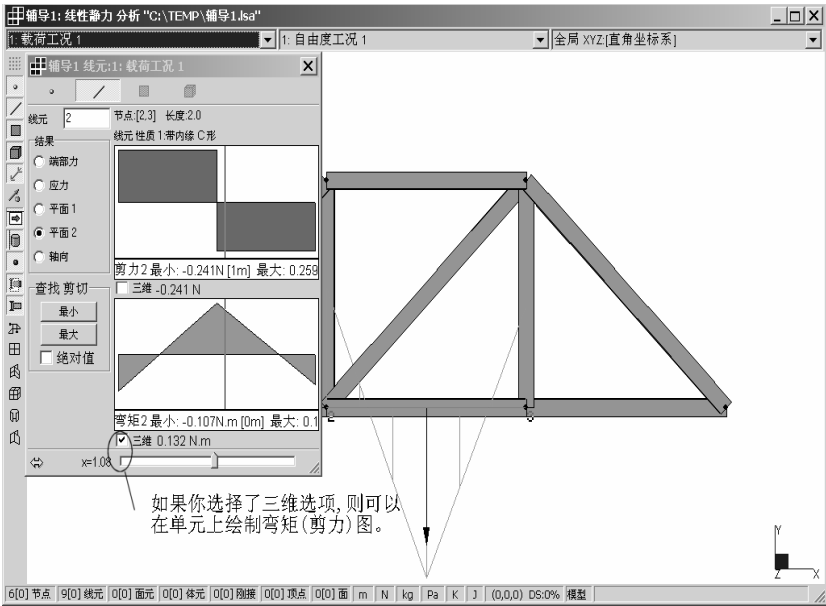 辅导1: 线性静力 分析 "C:\TEMP\辅导1.lsa"
1: 载荷工况 1
1: 自由度工况 1
全局 XYZ[直角坐标系]
辅导1 线元:1: 载荷工况 1
线元 2
节点:[2,3] 长度:2.0
线元性质 1:带内缘 C 形
结果
端部力
应力
平面 1
平面 2
轴向
剪力2 最小: -0.241N [1m] 最大: 0.259
三维 -0.241 N
查找 剪切
最小
最大
绝对值
弯矩2 最小: -0.107N.m [0m] 最大: 0.1
三维 0.132 N.m
x=1.08
如果你选择了三维选项,则可以
在单元上绘制弯矩(剪力)图。
2
3
Y
Z X
6[0] 节点 9[0] 线元 0[0] 面元 0[0] 体元 0[0] 刚接 0[0] 顶点 0[0] 面 m N kg Pa K J (0,0,0) DS:0% 模型